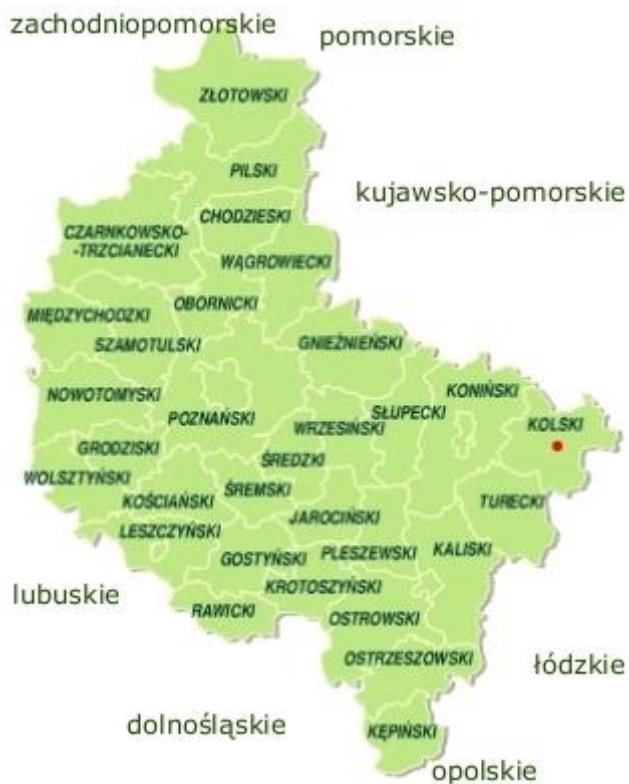 zachodniopomorskie
pomorskie
ZŁOTOWSKI
PILSKI
kujawsko-pomorskie
CHODZIESKI
CZARNKOWSKO-
-TRZCIANECKI
WĄGROWIECKI
OBORNICKI
MIĘDZYCHODZKI
SZAMOTULSKI
GNIEŹNIEŃSKI
NOWOTOMYSKI
KONIŃSKI
POZNAŃSKI
SŁUPECKI
WRZESIŃSKI
KOLSKI
GRODZISKI
ŚREDZKI
WOLSZTYŃSKI
KOŚCIAŃSKI
ŚREMSKI
TURECKI
JAROCIŃSKI
LESZCZYŃSKI
GOSTYŃSKI
PLESZEWSKI
KALISKI
KROTOSZYŃSKI
lubuskie
RAWICKI
OSTROWSKI
OSTRZESZOWSKI
łódzkie
dolnośląskie
KĘPIŃSKI
opolskie